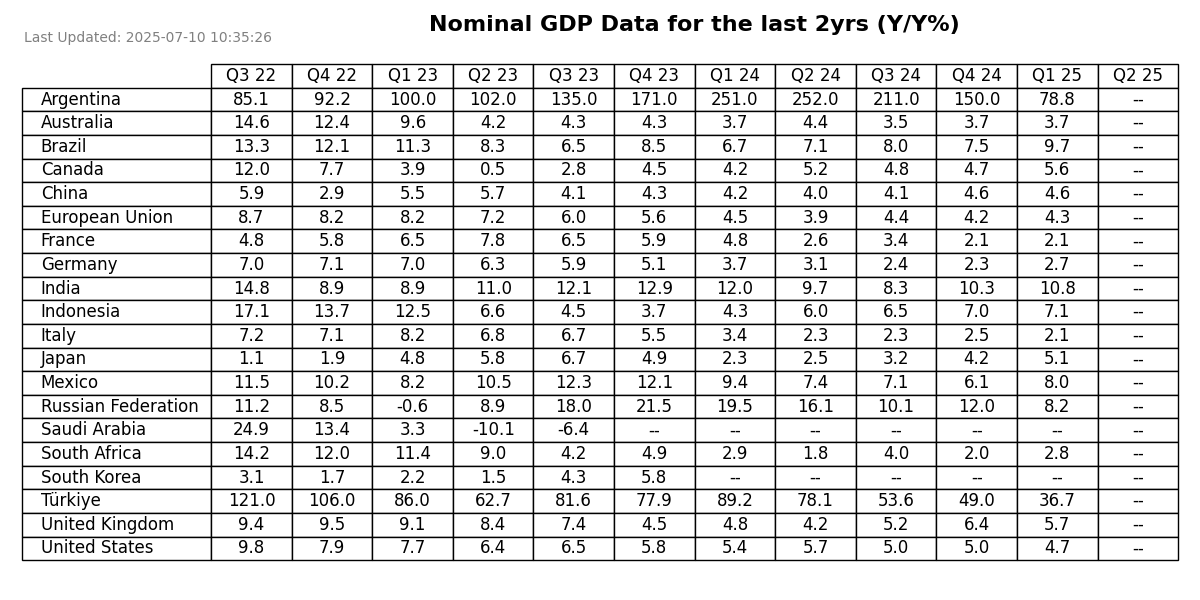 Nominal GDP Data for the last 2yrs (Y/Y%)
Last Updated: 2025-07-10 10:35:26
Q3 22 Q4 22 Q1 23 Q2 23 Q3 23 Q4 23 Q1 24 Q2 24 Q3 24 Q4 24 Q1 25 Q2 25
Argentina 85.1 92.2 100.0 102.0 135.0 171.0 251.0 252.0 211.0 150.0 78.8 --
Australia 14.6 12.4 9.6 4.2 4.3 4.3 3.7 4.4 3.5 3.7 3.7 --
Brazil 13.3 12.1 11.3 8.3 6.5 8.5 6.7 7.1 8.0 7.5 9.7 --
Canada 12.0 7.7 3.9 0.5 2.8 4.5 4.2 5.2 4.8 4.7 5.6 --
China 5.9 2.9 5.5 5.7 4.1 4.3 4.2 4.0 4.1 4.6 4.6 --
European Union 8.7 8.2 8.2 7.2 6.0 5.6 4.5 3.9 4.4 4.2 4.3 --
France 4.8 5.8 6.5 7.8 6.5 5.9 4.8 2.6 3.4 2.1 2.1 --
Germany 7.0 7.1 7.0 6.3 5.9 5.1 3.7 3.1 2.4 2.3 2.7 --
India 14.8 8.9 8.9 11.0 12.1 12.9 12.0 9.7 8.3 10.3 10.8 --
Indonesia 17.1 13.7 12.5 6.6 4.5 3.7 4.3 6.0 6.5 7.0 7.1 --
Italy 7.2 7.1 8.2 6.8 6.7 5.5 3.4 2.3 2.3 2.5 2.1 --
Japan 1.1 1.9 4.8 5.8 6.7 4.9 2.3 2.5 3.2 4.2 5.1 --
Mexico 11.5 10.2 8.2 10.5 12.3 12.1 9.4 7.4 7.1 6.1 8.0 --
Russian Federation 11.2 8.5 -0.6 8.9 18.0 21.5 19.5 16.1 10.1 12.0 8.2 --
Saudi Arabia 24.9 13.4 3.3 -10.1 -6.4 -- -- -- -- -- -- --
South Africa 14.2 12.0 11.4 9.0 4.2 4.9 2.9 1.8 4.0 2.0 2.8 --
South Korea 3.1 1.7 2.2 1.5 4.3 5.8 -- -- -- -- -- --
Türkiye 121.0 106.0 86.0 62.7 81.6 77.9 89.2 78.1 53.6 49.0 36.7 --
United Kingdom 9.4 9.5 9.1 8.4 7.4 4.5 4.8 4.2 5.2 6.4 5.7 --
United States 9.8 7.9 7.7 6.4 6.5 5.8 5.4 5.7 5.0 5.0 4.7 --